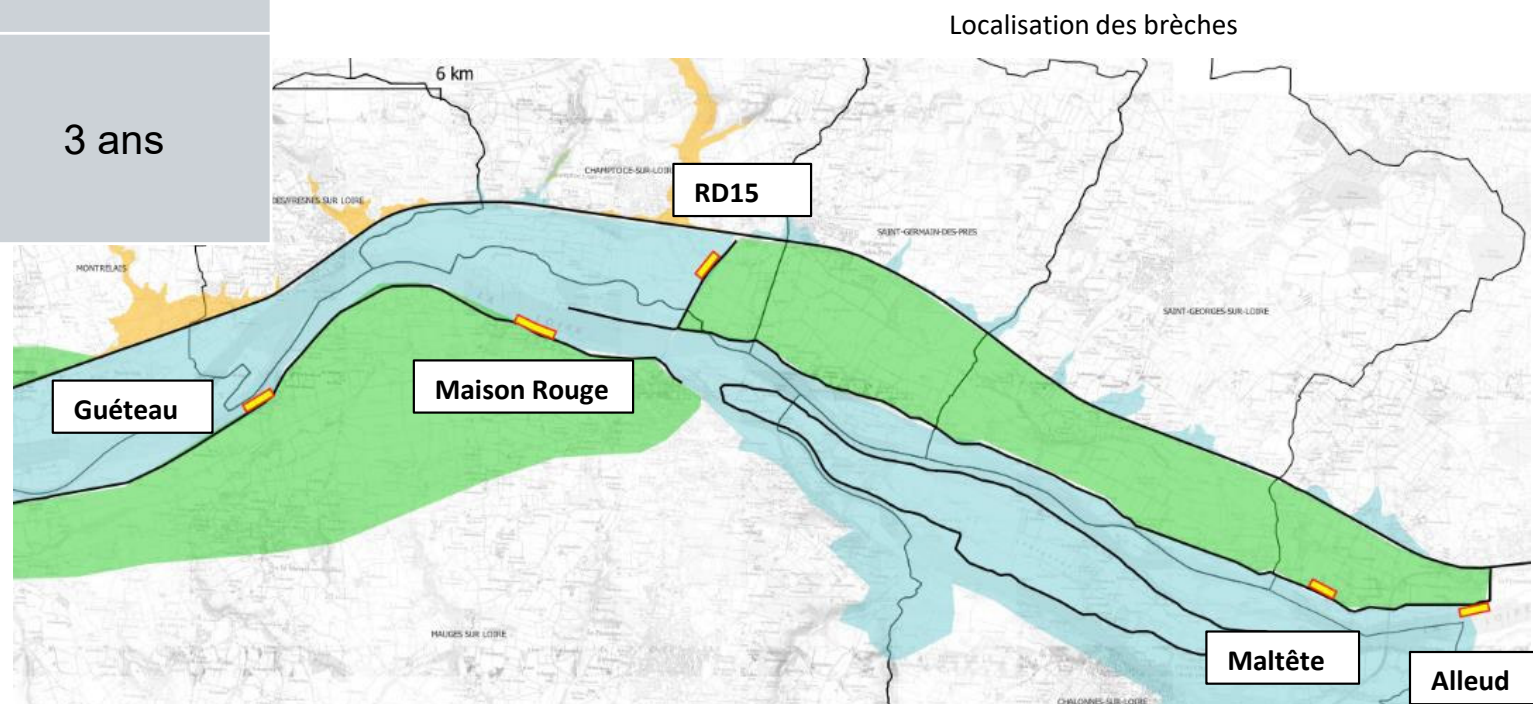 Localisation des brèches
3 ans
6 km
CHAMPTOCE-SUR-LOIRE
RD15
SAINT-GERMAIN-DES-PRES
MONTRELAIS
SAINT-GEORGES-SUR-LOIRE
Maison Rouge
Guéteau
MAUGES SUR LOIRE
Maltête
Alleud
CHALONNES-SUR-LOIRE